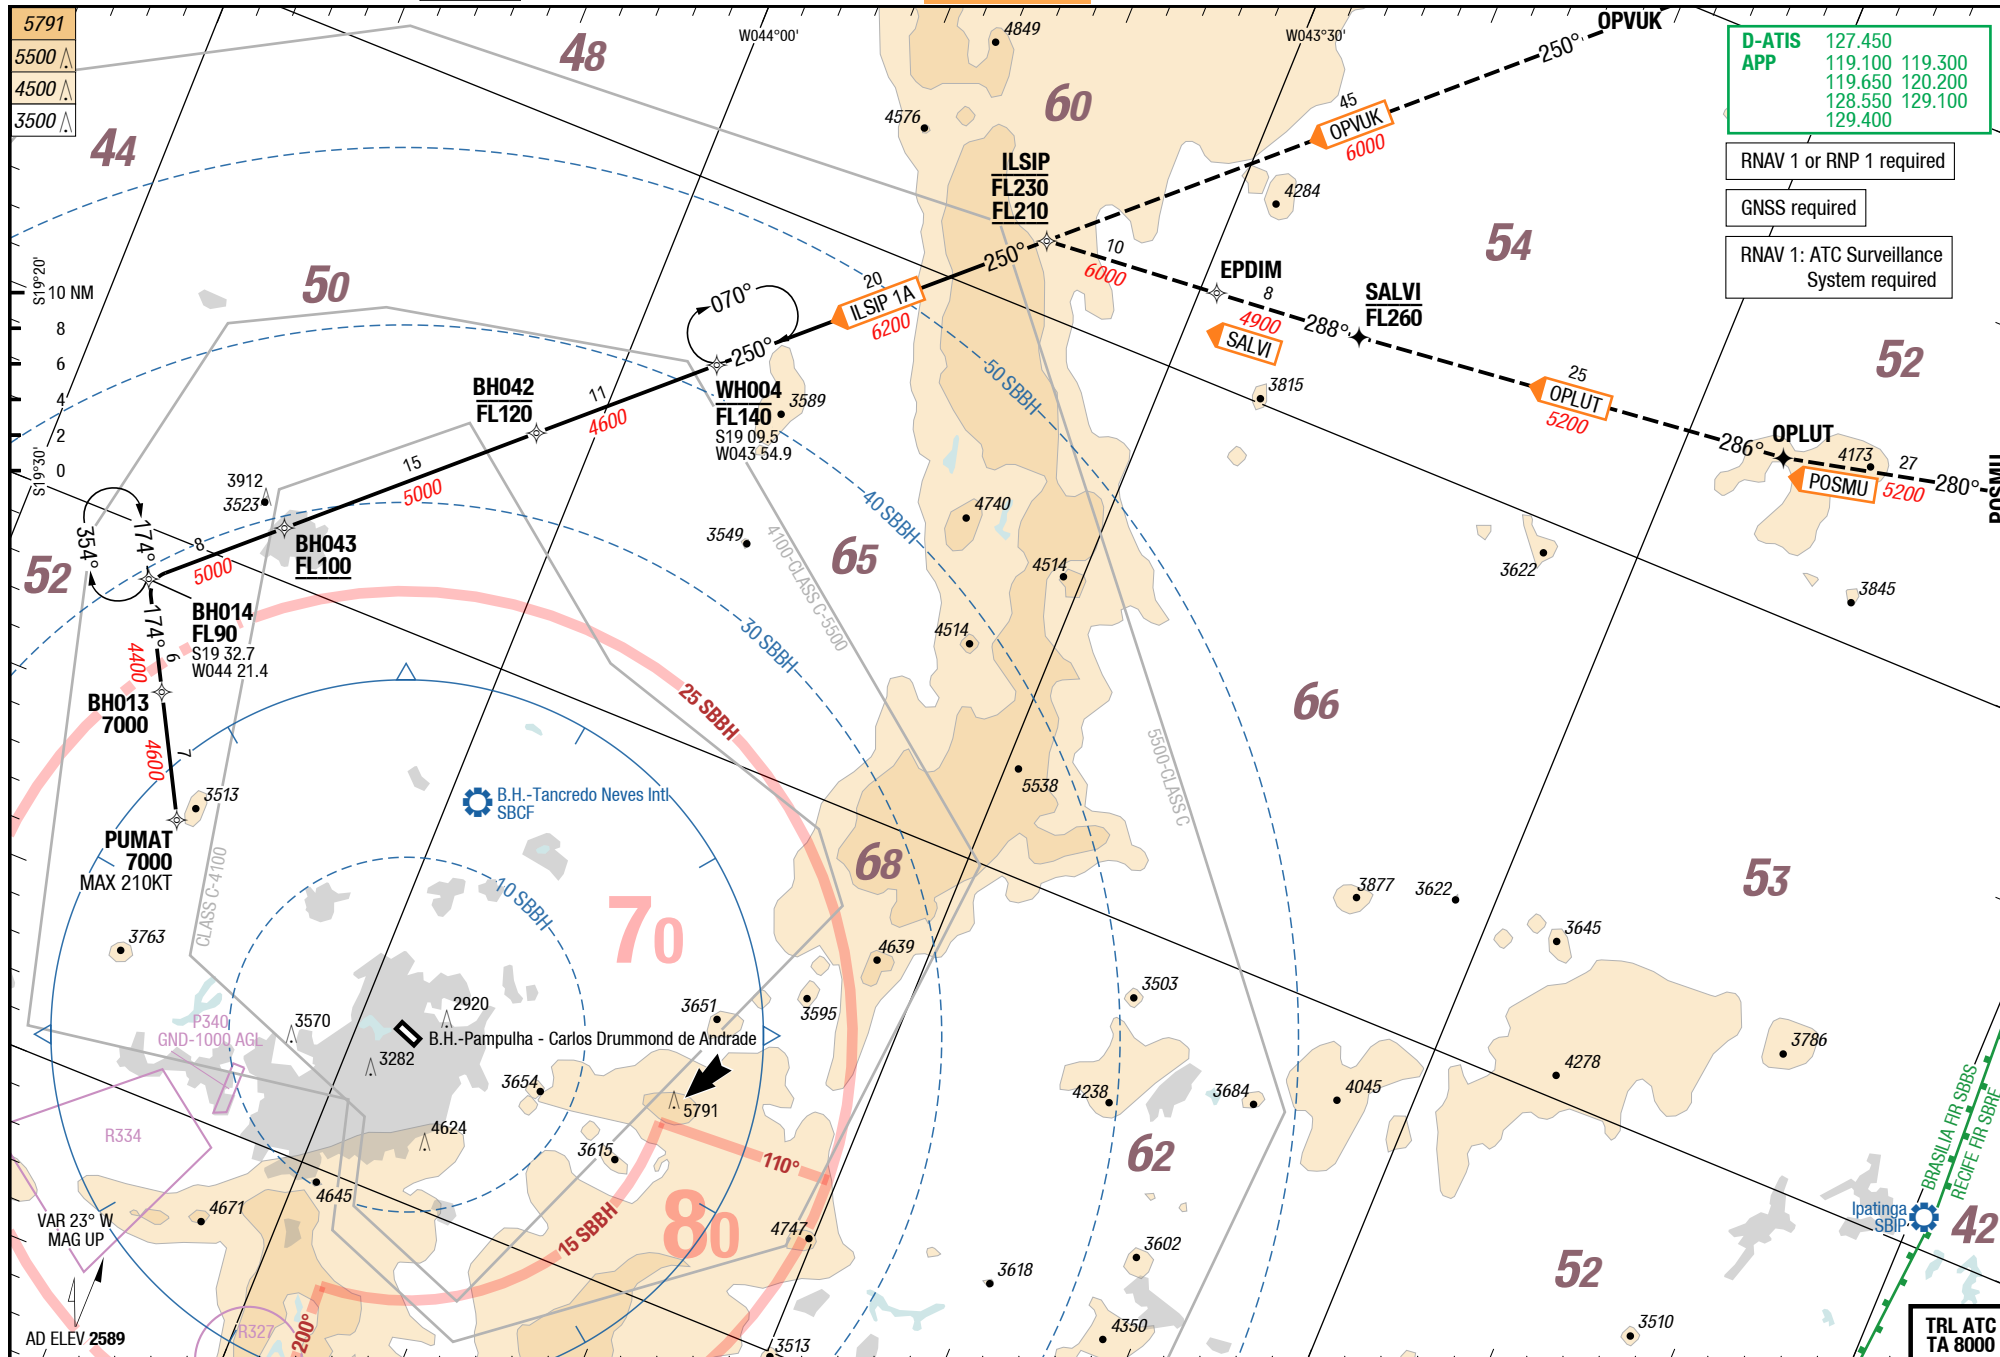 5791
5500
4500
3500
44
48
W044°00'
4849
60
4576
W043°30'
OPVUK
250°
45
OPVUK
6000
D-ATIS 127.450
APP 119.100 119.300
119.650 120.200
128.550 129.100
129.400
RNAV 1 or RNP 1 required
GNSS required
RNAV 1: ATC Surveillance
System required
ILSIP
FL230
FL210
4284
54
S19°20'
10 NM
8
6
4
2
0
S19°30'
50
070°
250°
20
ILSIP 1A
6200
250°
10
6000
EPDIM
8
4900
SALVI
288°
SALVI
FL260
52
25
OPLUT
5200
286°
OPLUT
4173
27
POSMU
5200
280°
POSMU
BH042
FL120
11
4600
WH004
FL140
S19 09.5
W043 54.9
3589
50 SBBH
3815
15
5000
3912
3523
BH043
FL100
8
5000
354°
174°
52
BH014
FL90
S19 32.7
W044 21.4
174°
6
4400
BH013
7000
7
4600
3513
PUMAT
7000
MAX 210KT
3549
4100-CLASS C-5500
65
40 SBBH
4740
4514
4514
3622
3845
30 SBBH
25 SBBH
66
5500-CLASS C
5538
B.H.-Tancredo Neves Intl
SBCF
CLASS C-4100
10 SBBH
70
68
3763
3877
3622
53
3645
4639
3595
3503
3651
P340
GND-1000 AGL
3570
2920
3282
B.H.-Pampulha - Carlos Drummond de Andrade
3654
5791
4624
3615
R334
4238
3684
4045
4278
3786
110°
62
4645
4671
VAR 23° W
MAG UP
15 SBBH
80
4747
3602
3618
BRASILIA FIR SBBS
RECIFE FIR SBRE
Ipatinga
SBIP
42
52
AD ELEV 2589
R327
200°
3513
4350
3510
TRL ATC
TA 8000